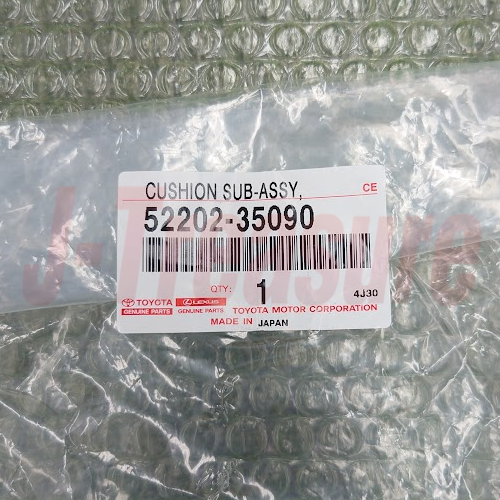 CUSHION SUB-ASSY, CE
52202-35090
QTY: 1 4J30
TOYOTA LEXUS
GENUINE PARTS GENUINE PARTS TOYOTA MOTOR CORPORATION
MADE IN JAPAN
J-Treasure